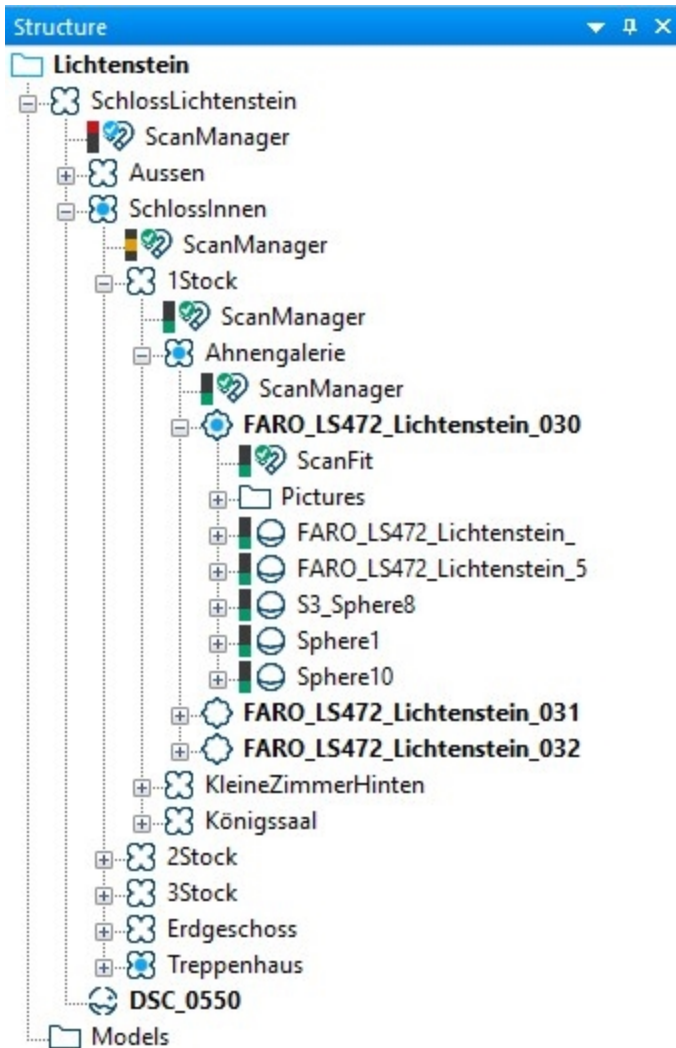 Structure
Lichtenstein
SchlossLichtenstein
ScanManager
Aussen
SchlossInnen
ScanManager
1Stock
ScanManager
Ahnengalerie
ScanManager
FARO_LS472_Lichtenstein_030
ScanFit
Pictures
FARO_LS472_Lichtenstein_
FARO_LS472_Lichtenstein_5
S3_Sphere8
Sphere1
Sphere10
FARO_LS472_Lichtenstein_031
FARO_LS472_Lichtenstein_032
KleineZimmerHinten
Königssaal
2Stock
3Stock
Erdgeschoss
Treppenhaus
DSC_0550
Models